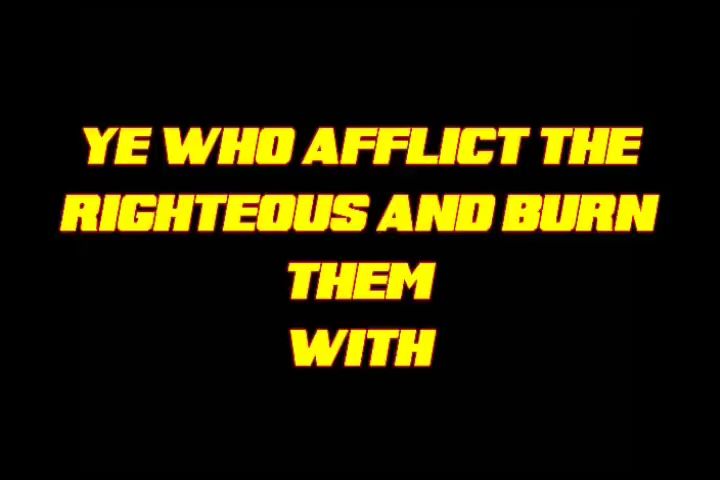 YE WHO AFFLICT THE
RIGHTEOUS AND BURN
THEM
WITH